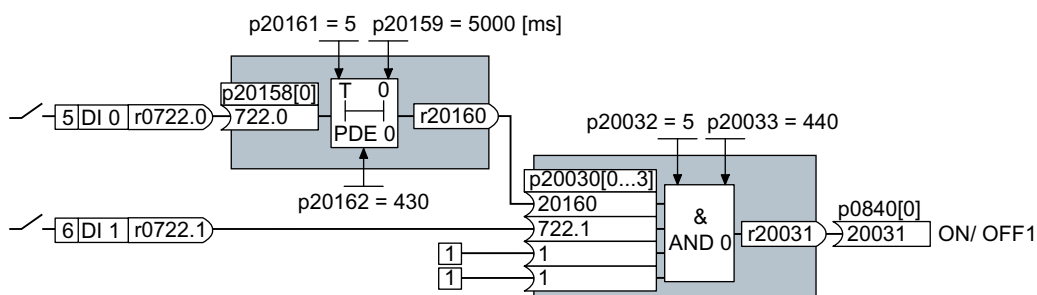 p20161 = 5 p20159 = 5000 [ms]
p20158[0] T 0
5 DI 0 r0722.0 722.0 r20160
PDE 0
p20162 = 430
p20032 = 5 p20033 = 440
p20030[0...3]
20160
6 DI 1 r0722.1 722.1
& AND 0
r20031
p0840[0]
20031 ON/ OFF1
1 1
1 1